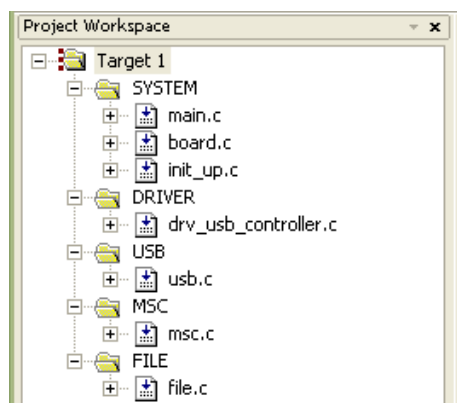 Project Workspace
Target 1
SYSTEM
main.c
board.c
init_up.c
DRIVER
drv_usb_controller.c
USB
usb.c
MSC
msc.c
FILE
file.c